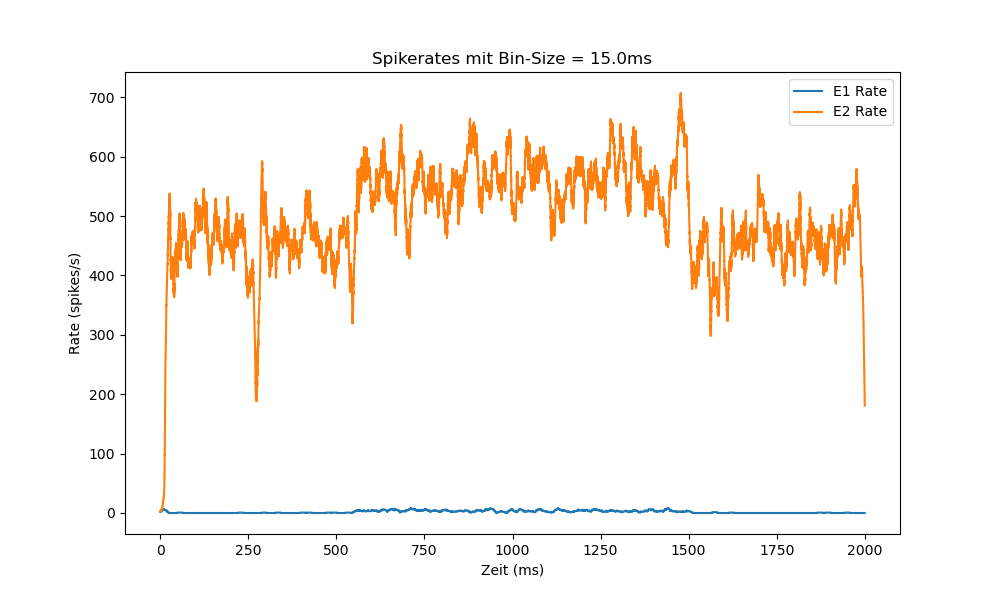 Spikerates mit Bin-Size = 15.0ms
E1 Rate
E2 Rate
700
600
500
400
300
200
100
0
Rate (spikes/s)
0 250 500 750 1000 1250 1500 1750 2000
Zeit (ms)